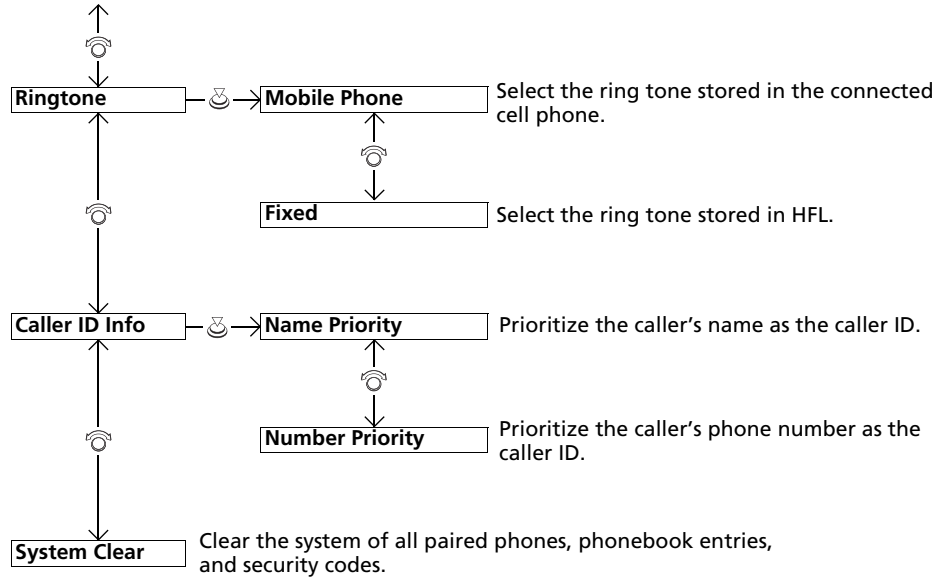 Ringtone
Mobile Phone
Select the ring tone stored in the connected
cell phone.
Fixed
Select the ring tone stored in HFL.
Caller ID Info
Name Priority
Prioritize the caller’s name as the caller ID.
Number Priority
Prioritize the caller’s phone number as the
caller ID.
System Clear
Clear the system of all paired phones, phonebook entries,
and security codes.